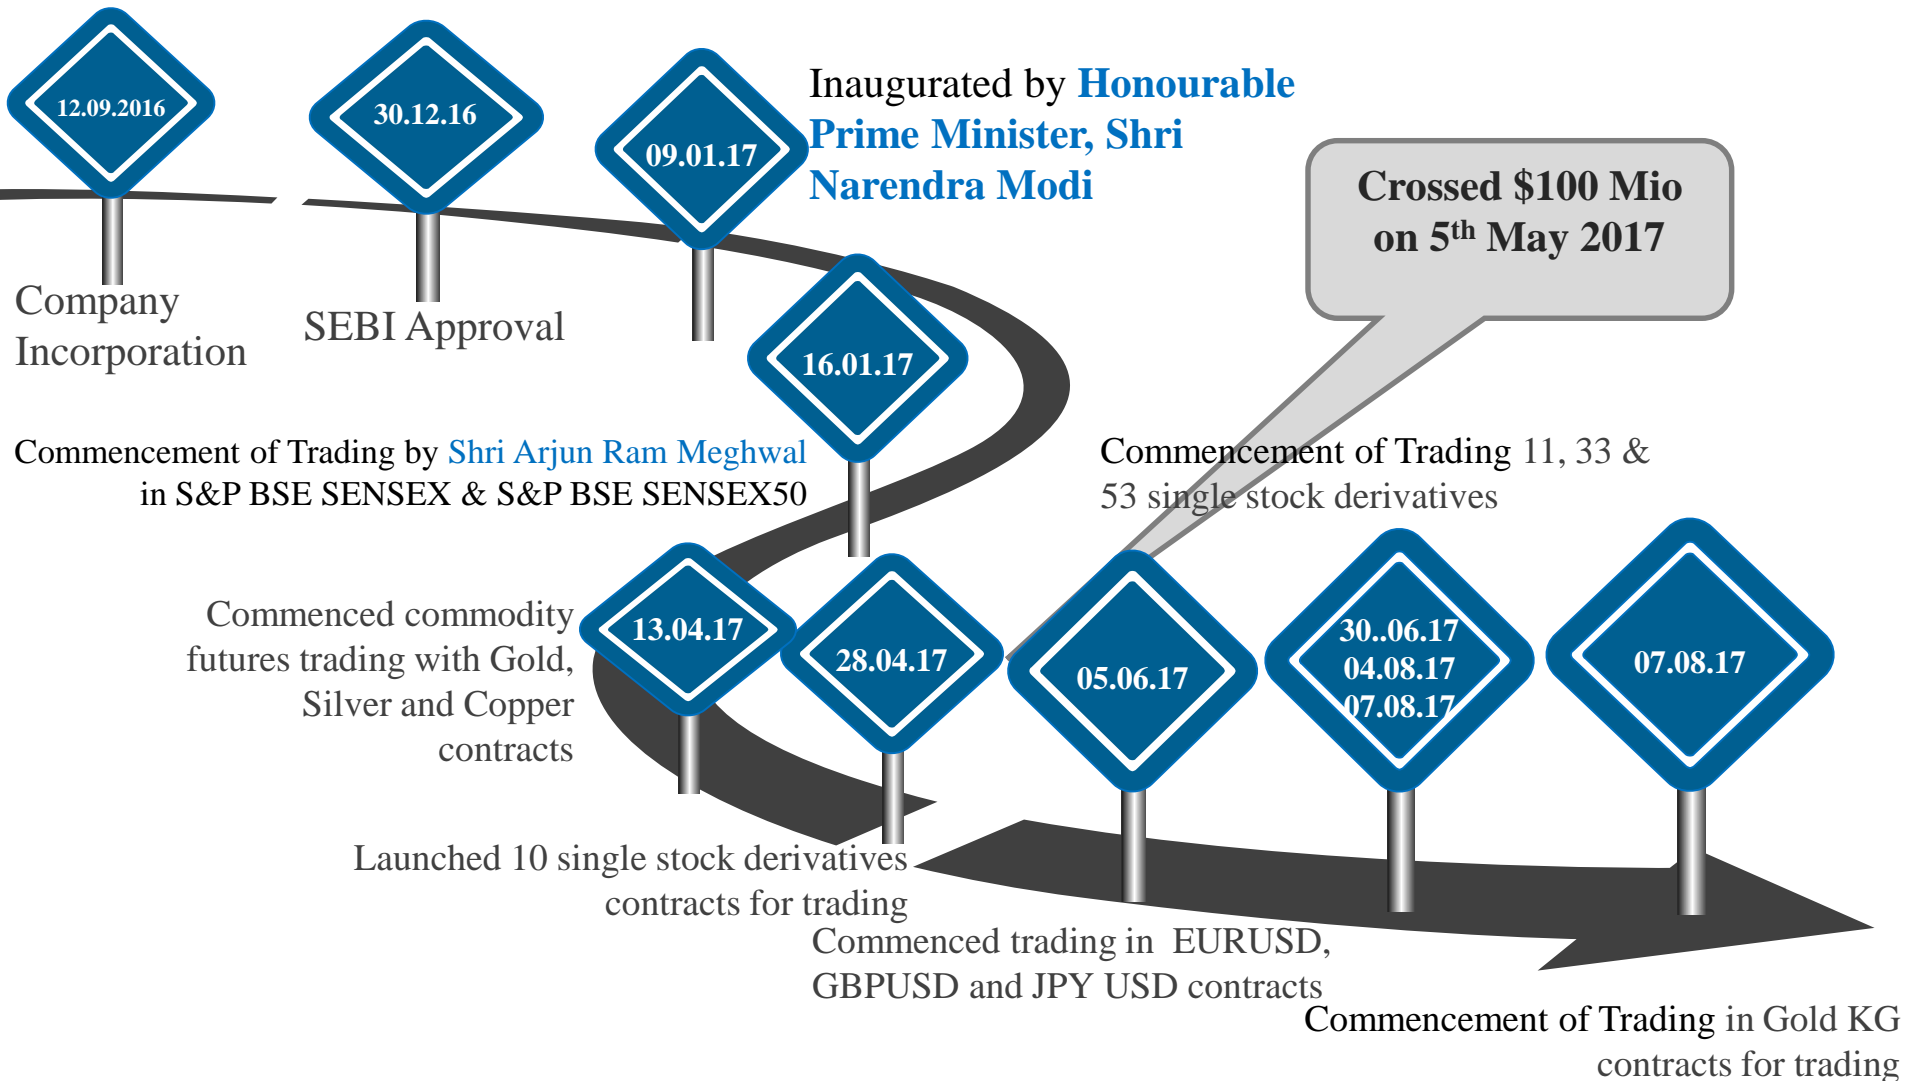 12.09.2016
Company
Incorporation
30.12.16
SEBI Approval
09.01.17
Inaugurated by Honourable
Prime Minister, Shri
Narendra Modi
16.01.17
Commencement of Trading by Shri Arjun Ram Meghwal
in S&P BSE SENSEX & S&P BSE SENSEX50
13.04.17
Commenced commodity
futures trading with Gold,
Silver and Copper
contracts
28.04.17
Launched 10 single stock derivatives
contracts for trading
Crossed $100 Mio
on 5th May 2017
05.06.17
Commenced trading in EURUSD,
GBPUSD and JPY USD contracts
Commencement of Trading 11, 33 &
53 single stock derivatives
30..06.17
04.08.17
07.08.17
07.08.17
Commencement of Trading in Gold KG
contracts for trading